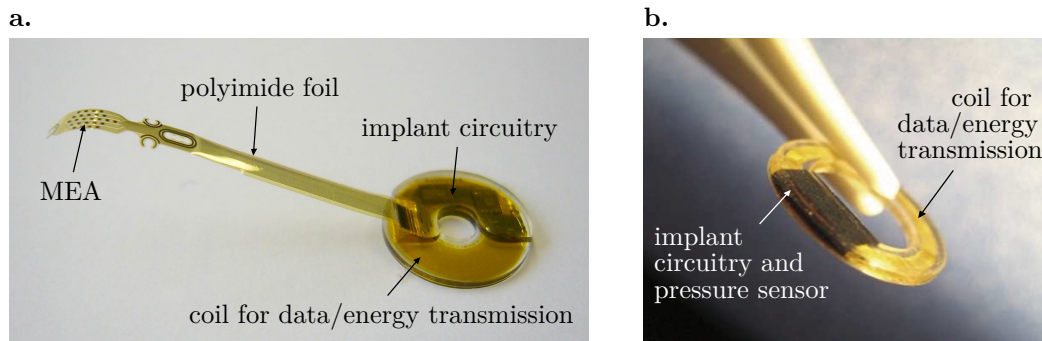 a.
polyimide foil
implant circuitry
MEA
coil for data/energy transmission
b.
coil for
data/energy
transmission
implant
circuitry and
pressure sensor